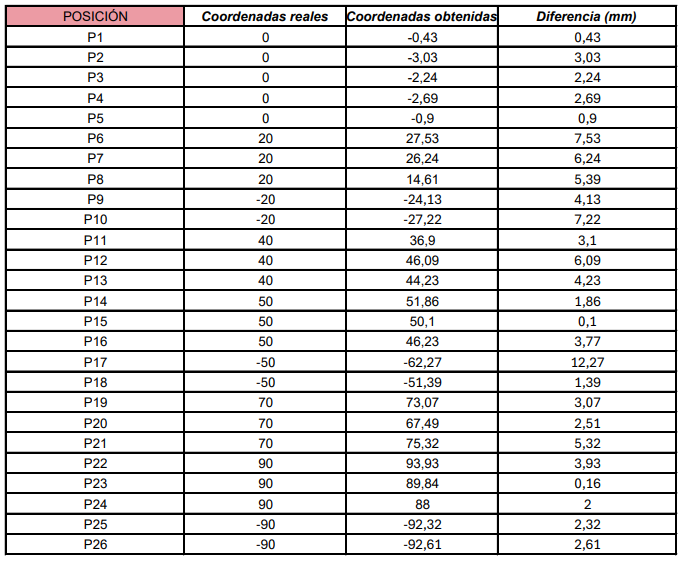 POSICIÓN Coordenadas reales Coordenadas obtenidas Diferencia (mm)
P1 0 -0,43 0,43
P2 0 -3,03 3,03
P3 0 -2,24 2,24
P4 0 -2,69 2,69
P5 0 -0,9 0,9
P6 20 27,53 7,53
P7 20 26,24 6,24
P8 20 14,61 5,39
P9 -20 -24,13 4,13
P10 -20 -27,22 7,22
P11 40 36,9 3,1
P12 40 46,09 6,09
P13 40 44,23 4,23
P14 50 51,86 1,86
P15 50 50,1 0,1
P16 50 46,23 3,77
P17 -50 -62,27 12,27
P18 -50 -51,39 1,39
P19 70 73,07 3,07
P20 70 67,49 2,51
P21 70 75,32 5,32
P22 90 93,93 3,93
P23 90 89,84 0,16
P24 90 88 2
P25 -90 -92,32 2,32
P26 -90 -92,61 2,61